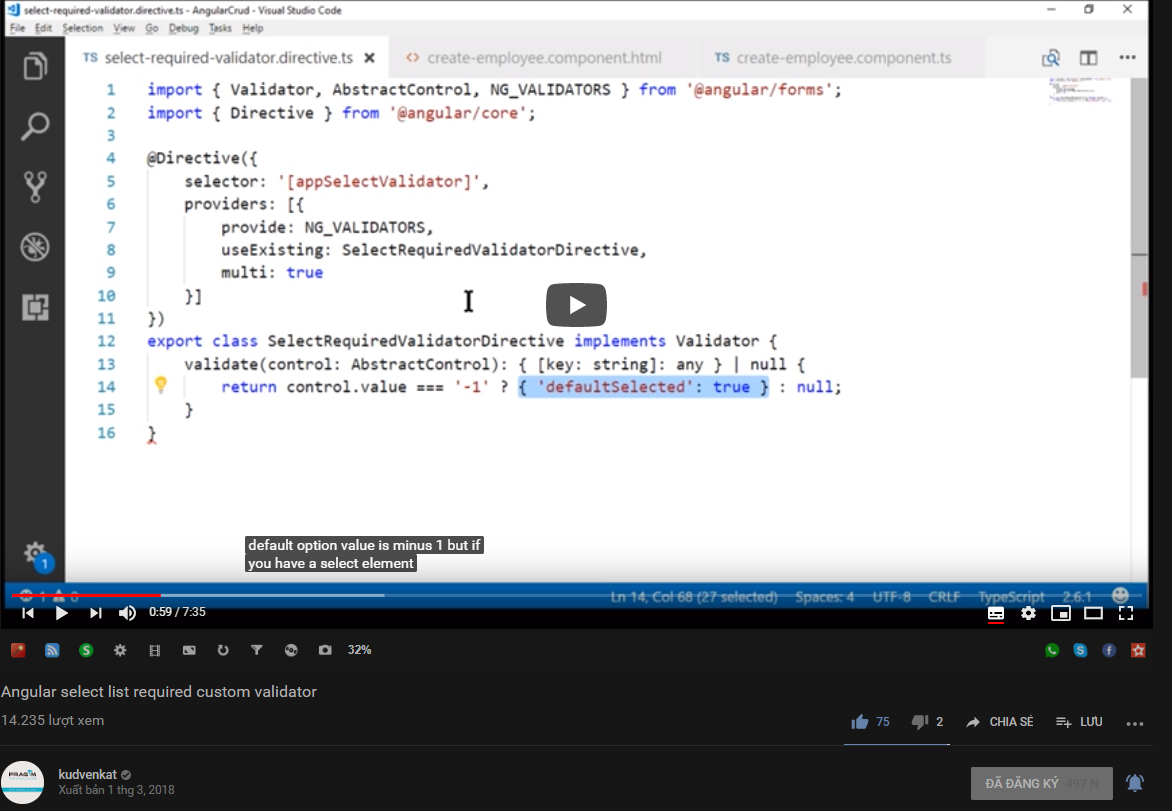 select-required-validator.directive.ts - AngularCrud - Visual Studio Code
File Edit Selection View Go Debug Tasks Help
TS select-required-validator.directive.ts <> create-employee.component.html TS create-employee.component.ts
1 import { Validator, AbstractControl, NG_VALIDATORS } from '@angular/forms';
2 import { Directive } from '@angular/core';
3
4 @Directive({
5 selector: '[appSelectValidator]',
6 providers: [{
7 provide: NG_VALIDATORS,
8 useExisting: SelectRequiredValidatorDirective,
9 multi: true
10 }]
11 })
12 export class SelectRequiredValidatorDirective implements Validator {
13 validate(control: AbstractControl): { [key: string]: any } | null {
14 return control.value === '-1' ? { 'defaultSelected': true } : null;
15 }
16 }
default option value is minus 1 but if
you have a select element
1
1 0 Ln 14, Col 68 (27 selected) Spaces: 4 UTF-8 CRLF TypeScript 2.6.1
0:59 / 7:35
32%
Angular select list required custom validator
14.235 lượt xem
75 2 CHIA SẺ LƯU
PRAGIM
kudvenkat
Xuất bản 1 thg 3, 2018
ĐÃ ĐĂNG KÝ 497 N